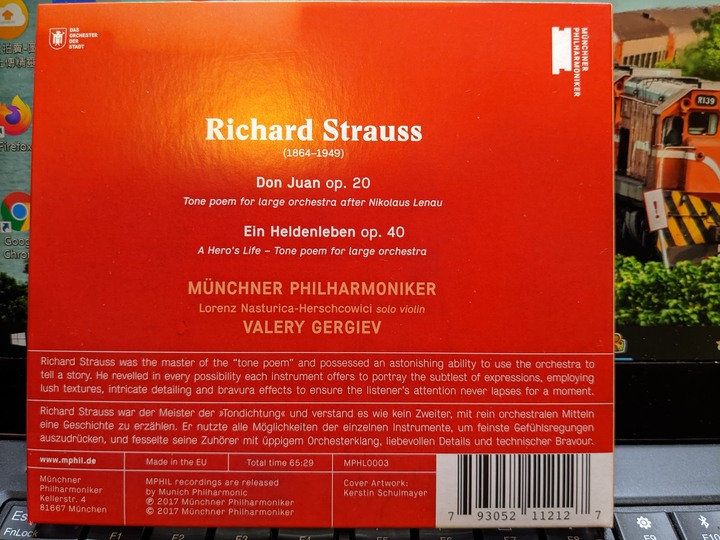 DAS
ORCHESTER
DER
STADT
MÜNCHNER
PHILHARMONIKER
R139
Firefox
Richard Strauss
(1864–1949)
Don Juan op. 20
Tone poem for large orchestra after Nikolaus Lenau
Ein Heldenleben op. 40
A Hero's Life – Tone poem for large orchestra
MÜNCHNER PHILHARMONIKER
Lorenz Nasturica-Herschcowici solo violin
VALERY GERGIEV
Richard Strauss was the master of the "tone poem" and possessed an astonishing ability to use the orchestra to
tell a story. He revelled in every possibility each instrument offers to portray the subtlest of expressions, employing
lush textures, intricate detailing and bravura effects to ensure the listener's attention never lapses for a moment.
Richard Strauss war der Meister der »Tondichtung« und verstand es wie kein Zweiter, mit rein orchestralen Mitteln
eine Geschichte zu erzählen. Er nutzte alle Möglichkeiten der einzelnen Instrumente, um feinste Gefühlsregungen
auszudrücken, und fesselte seine Zuhörer mit üppigem Orchesterklang, liebevollen Details und technischer Bravour.
www.mphil.de
Made in the EU
Total time 65:29
MPHL0003
Münchner
Philharmoniker
Kellerstr. 4
81667 München
MPHIL recordings are released
by Munich Philharmonic
℗ 2017 Münchner Philharmoniker
© 2017 Münchner Philharmoniker
Cover Artwork:
Kerstin Schulmayer
7 93052 11212 7
Es
FnLock
F1
F2
F3
F4
F9
F10